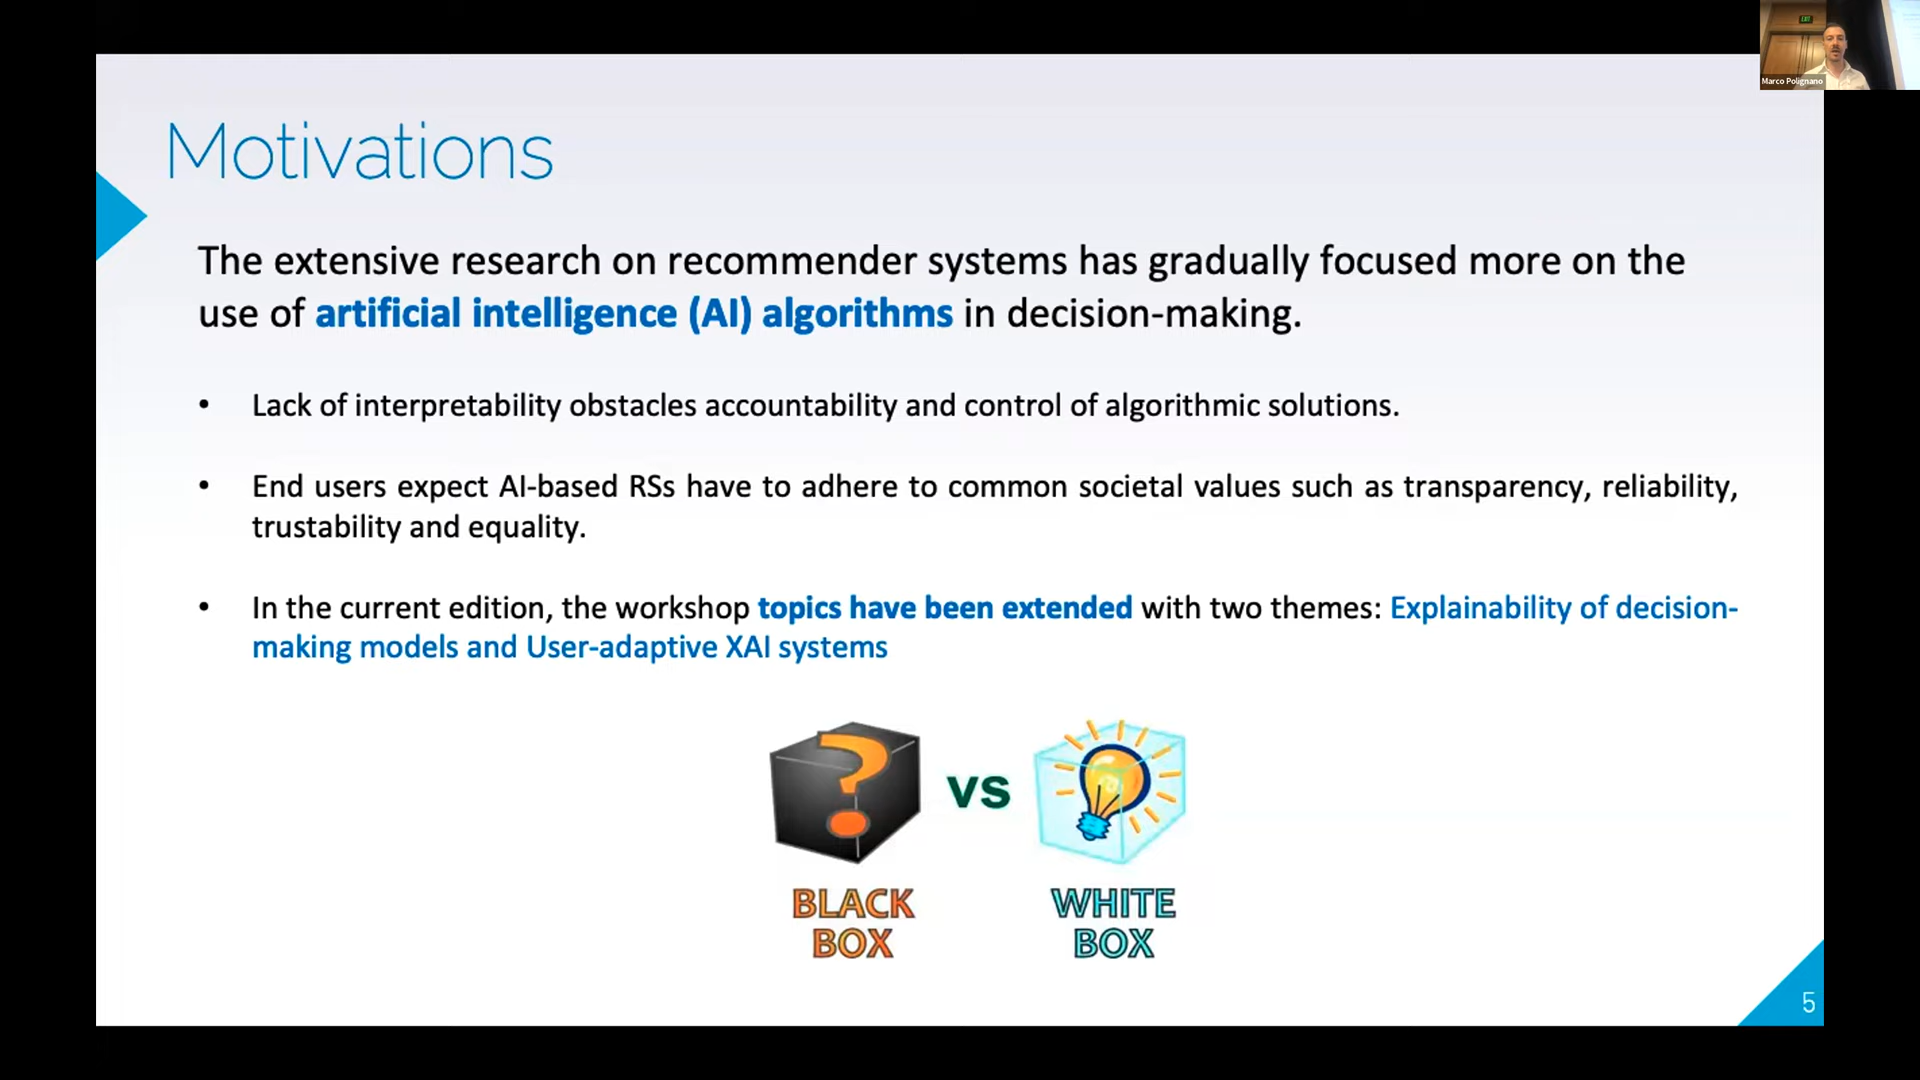 Marco Polignano
Motivations
The extensive research on recommender systems has gradually focused more on the
use of artificial intelligence (AI) algorithms in decision-making.
• Lack of interpretability obstacles accountability and control of algorithmic solutions.
• End users expect AI-based RSs have to adhere to common societal values such as transparency, reliability,
trustability and equality.
• In the current edition, the workshop topics have been extended with two themes: Explainability of decision-
making models and User-adaptive XAI systems
VS
BLACK
BOX
WHITE
BOX
5
EXIT